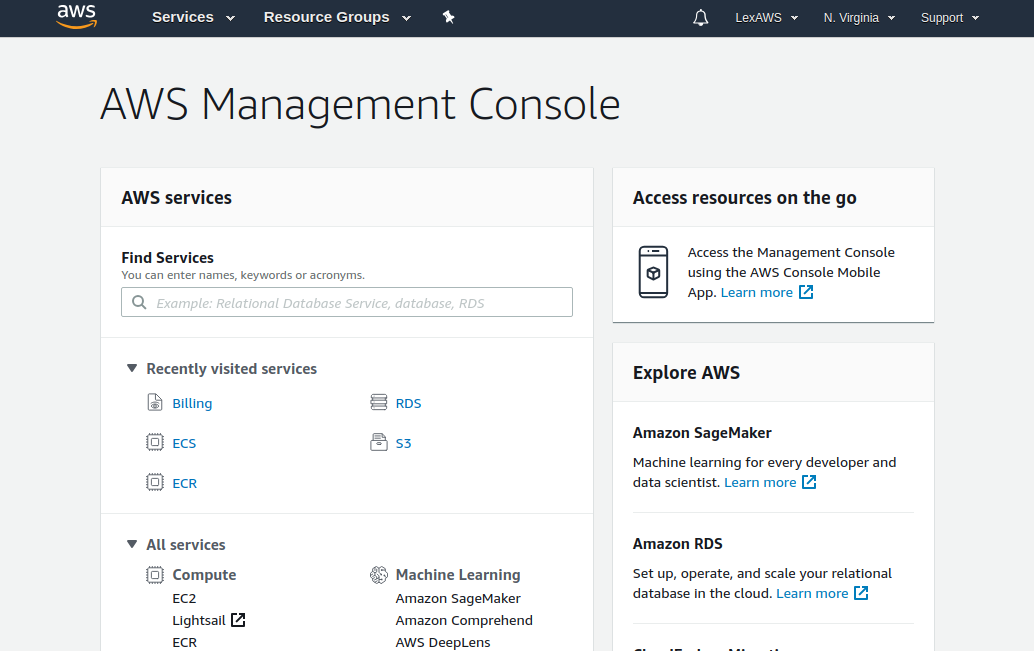 aws
Services
Resource Groups
LexAWS
N. Virginia
Support
AWS Management Console
AWS services
Find Services
You can enter names, keywords or acronyms.
Example: Relational Database Service, database, RDS
Recently visited services
Billing
RDS
ECS
S3
ECR
All services
Compute
EC2
Lightsail
ECR
Machine Learning
Amazon SageMaker
Amazon Comprehend
AWS DeepLens
Access resources on the go
Access the Management Console
using the AWS Console Mobile
App. Learn more
Explore AWS
Amazon SageMaker
Machine learning for every developer and
data scientist. Learn more
Amazon RDS
Set up, operate, and scale your relational
database in the cloud. Learn more